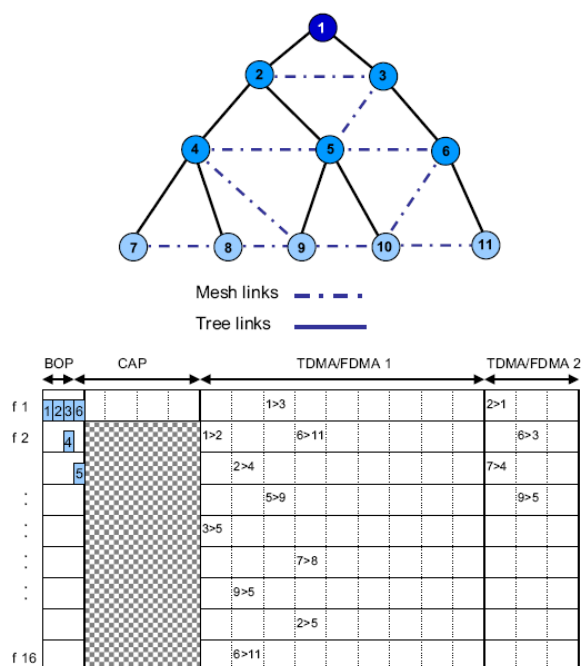 1
2 3
4 5 6
7 8 9 10 11
Mesh links
Tree links
BOP CAP TDMA/FDMA 1 TDMA/FDMA 2
f 1 1 2 3 6 1>3 2>1
f 2 4 1>2 6>11 6>3
5 2>4 7>4
: 5>9 9>5
: 3>5
: 7>8
: 9>5
2>5
f 16 6>11